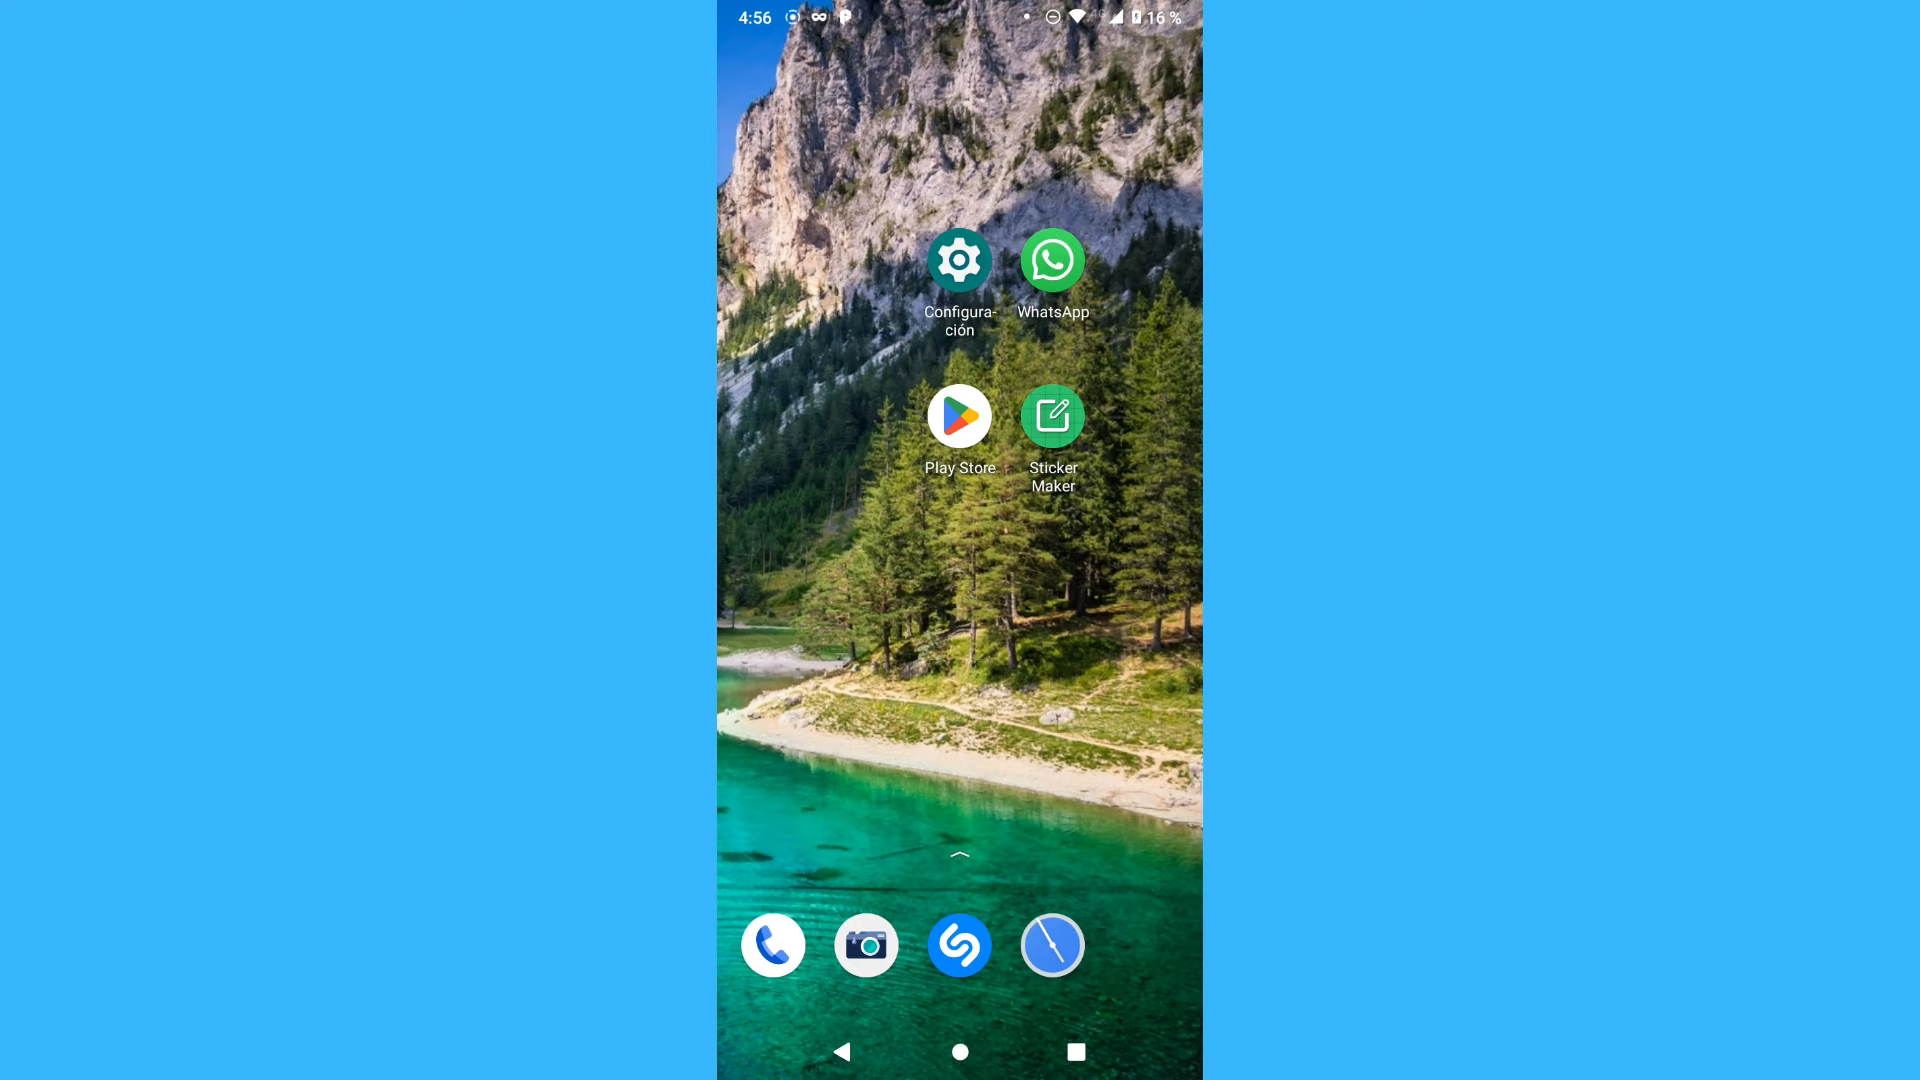 4:56
16 %
Configura-
ción
WhatsApp
Play Store
Sticker
Maker